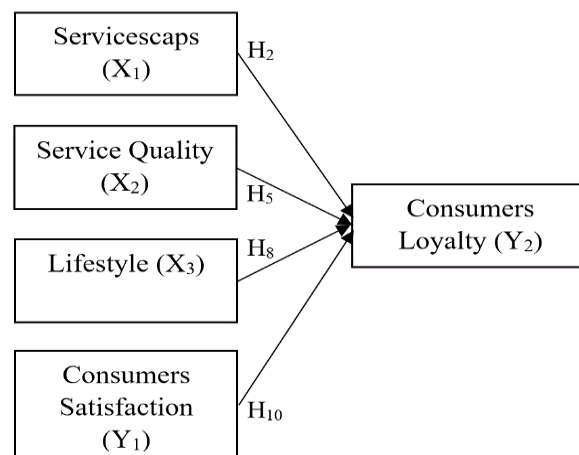 Servicescaps
(X₁)
H₂
Service Quality
(X₂)
H₅
Consumers
Loyalty (Y₂)
Lifestyle (X₃)
H₈
Consumers
Satisfaction
(Y₁)
H₁₀